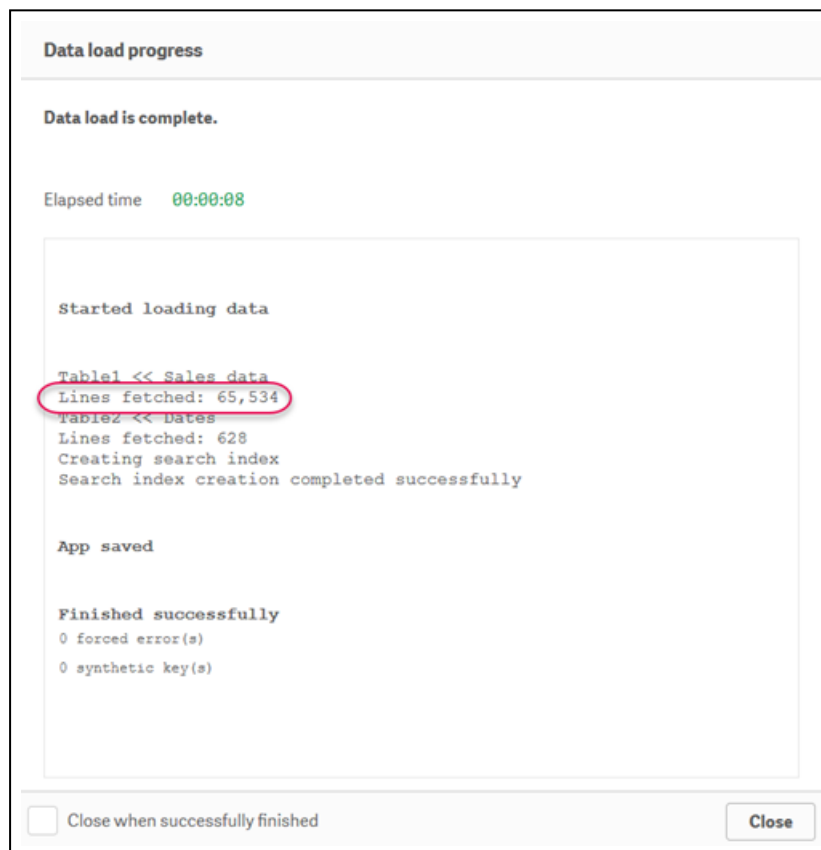 Data load progress
Data load is complete.
Elapsed time 00:00:08
Started loading data
Table1 << Sales data
Lines fetched: 65,534
Table2 << Dates
Lines fetched: 628
Creating search index
Search index creation completed successfully
App saved
Finished successfully
0 forced error(s)
0 synthetic key(s)
Close when successfully finished
Close